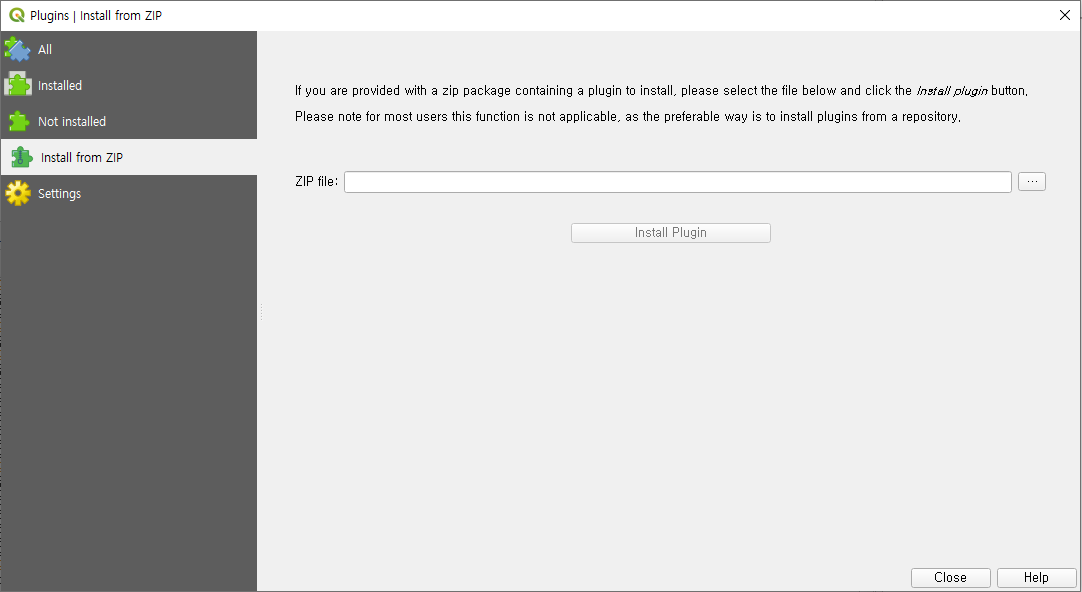 Plugins | Install from ZIP
All
Installed
Not installed
Install from ZIP
Settings
If you are provided with a zip package containing a plugin to install, please select the file below and click the Install plugin button.
Please note for most users this function is not applicable, as the preferable way is to install plugins from a repository.
ZIP file:
...
Install Plugin
Close
Help